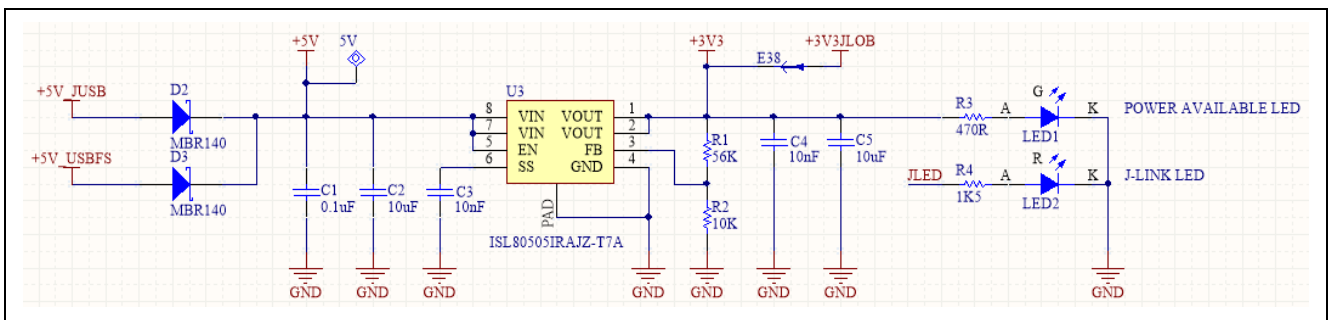 +5V 5V +3V3 +3V3JLOB
E38
+5V_JUSB D2 U3 G
8 VIN VOUT 1 R3 A K POWER AVAILABLE LED
7 VIN VOUT 2 470R LED1
MBR140
+5V_USBFS D3 5 EN FB 3 R1 C4 C5 R
56K 10nF 10uF
6 SS GND 4 JLED R4 A K J-LINK LED
1K5 LED2
MBR140 C1 C2 C3 PAD R2
0.1uF 10uF 10nF 10K
ISL80505IRAJZ-T7A
GND GND GND GND GND GND GND GND